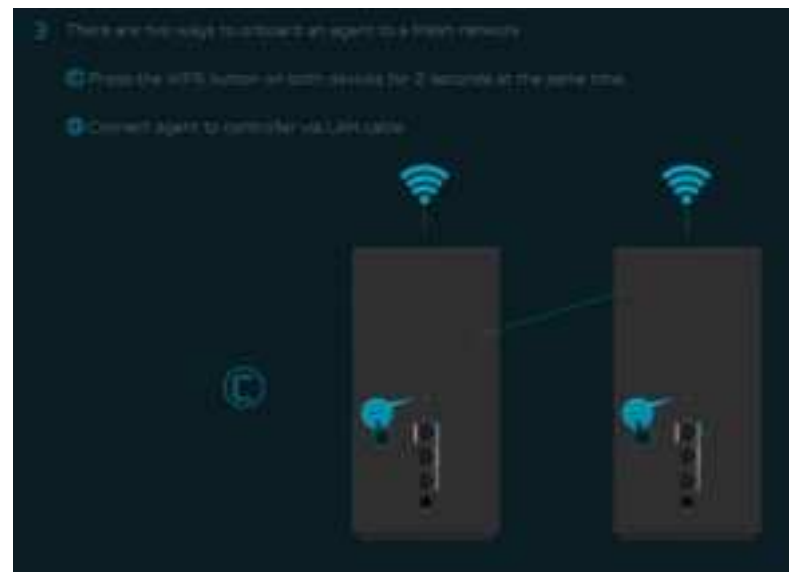 3 There are two ways to onboard an agent to a Mesh network
Press the WPS button on both devices for 2 seconds at the same time.
Connect agent to controller via LAN cable